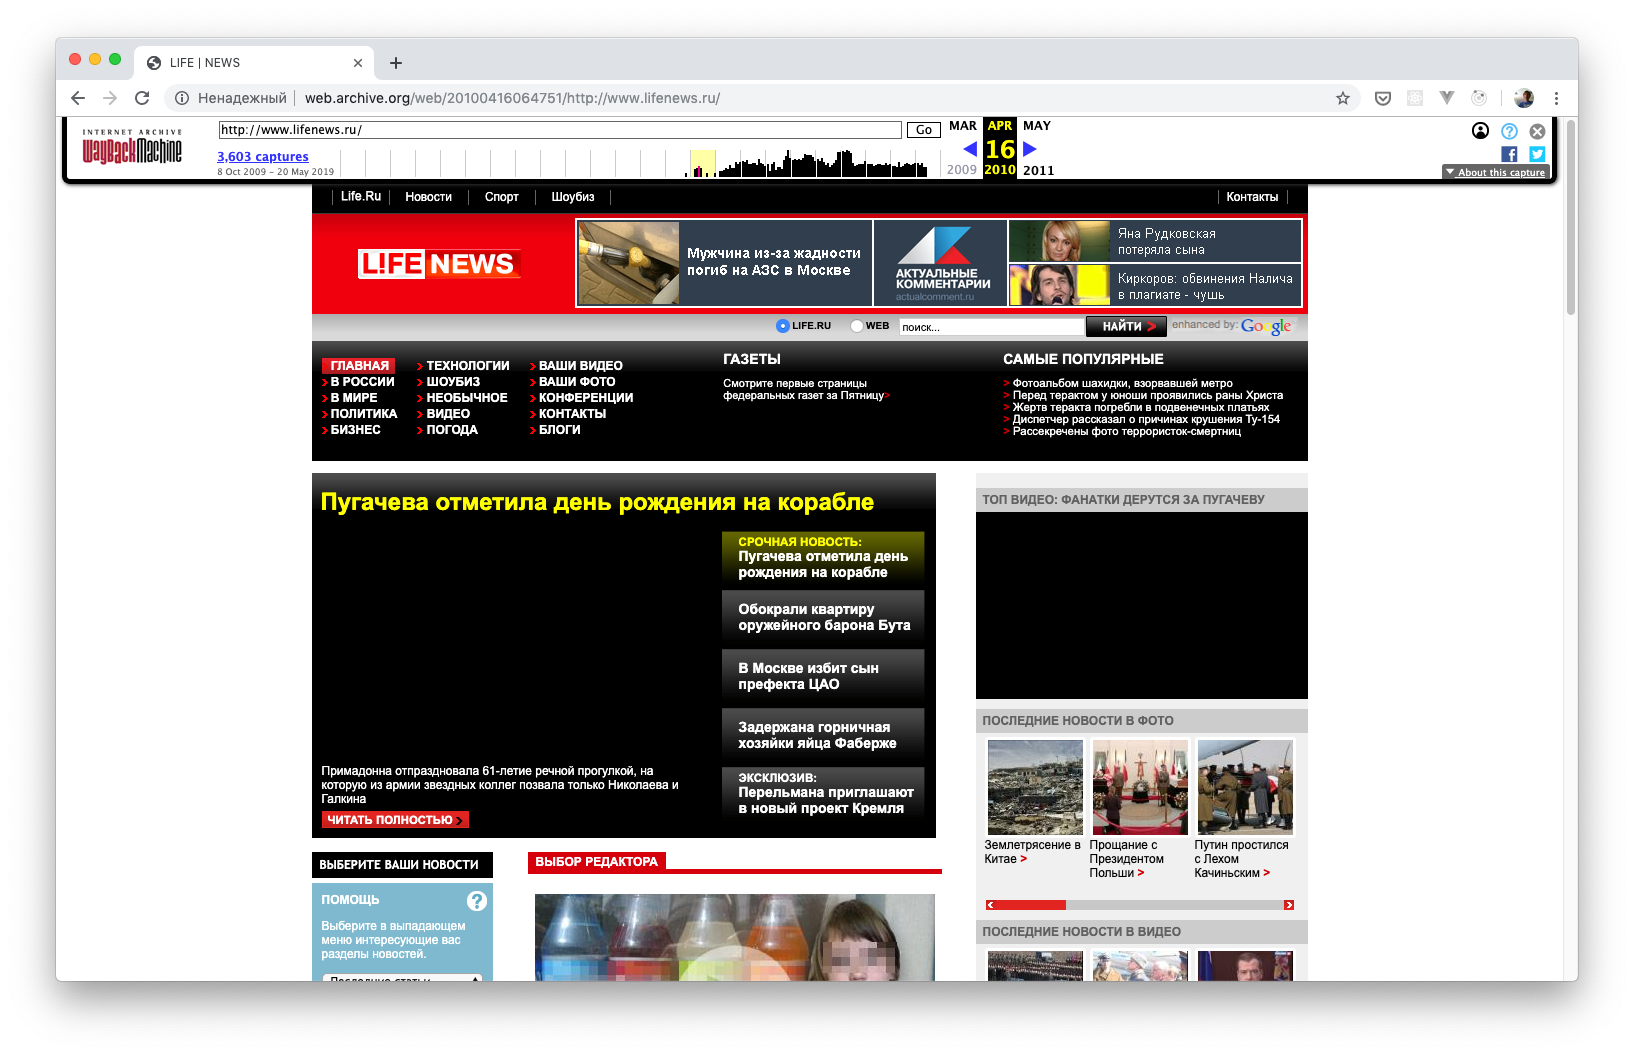 LIFE | NEWS
Ненадежный
web.archive.org/web/20100416064751/http://www.lifenews.ru/
INTERNET ARCHIVE
WayBackMachine
http://www.lifenews.ru/
Go
MAR APR MAY
3,603 captures
16
8 Oct 2009 – 20 May 2019
2009 2010 2011
About this capture
Life.Ru
Новости
Спорт
Шоубиз
Контакты
L!FE NEWS
Мужчина из-за жадности
погиб на АЗС в Москве
АКТУАЛЬНЫЕ
КОММЕНТАРИИ
actualcomment.ru
Яна Рудковская
потеряла сына
Киркоров: обвинения Налича
в плагиате - чушь
LIFE.RU
WEB
поиск...
НАЙТИ >
enhanced by: Google
ГЛАВНАЯ
> В РОССИИ
> В МИРЕ
> ПОЛИТИКА
> БИЗНЕС
> ТЕХНОЛОГИИ
> ШОУБИЗ
> НЕОБЫЧНОЕ
> ВИДЕО
> ПОГОДА
> ВАШИ ВИДЕО
> ВАШИ ФОТО
> КОНФЕРЕНЦИИ
> КОНТАКТЫ
> БЛОГИ
ГАЗЕТЫ
Смотрите первые страницы
федеральных газет за Пятницу>
САМЫЕ ПОПУЛЯРНЫЕ
> Фотоальбом шахидки, взорвавшей метро
> Перед терактом у юноши проявились раны Христа
> Жертв теракта погребли в подвенечных платьях
> Диспетчер рассказал о причинах крушения Ту-154
> Рассекречены фото террористок-смертниц
Пугачева отметила день рождения на корабле
СРОЧНАЯ НОВОСТЬ:
Пугачева отметила день
рождения на корабле
Обокрали квартиру
оружейного барона Бута
В Москве избит сын
префекта ЦАО
Задержана горничная
хозяйки яйца Фаберже
ЭКСКЛЮЗИВ:
Перельмана приглашают
в новый проект Кремля
Примадонна отпраздновала 61-летие речной прогулкой, на
которую из армии звездных коллег позвала только Николаева и
Галкина
ЧИТАТЬ ПОЛНОСТЬЮ >
ТОП ВИДЕО: ФАНАТКИ ДЕРУТСЯ ЗА ПУГАЧЕВУ
ПОСЛЕДНИЕ НОВОСТИ В ФОТО
Землетрясение в
Китае >
Прощание с
Президентом
Польши >
Путин простился
с Лехом
Качиньским >
ПОСЛЕДНИЕ НОВОСТИ В ВИДЕО
ВЫБЕРИТЕ ВАШИ НОВОСТИ
ПОМОЩЬ
?
Выберите в выпадающем
меню интересующие вас
разделы новостей.
Последние статьи
ВЫБОР РЕДАКТОРА